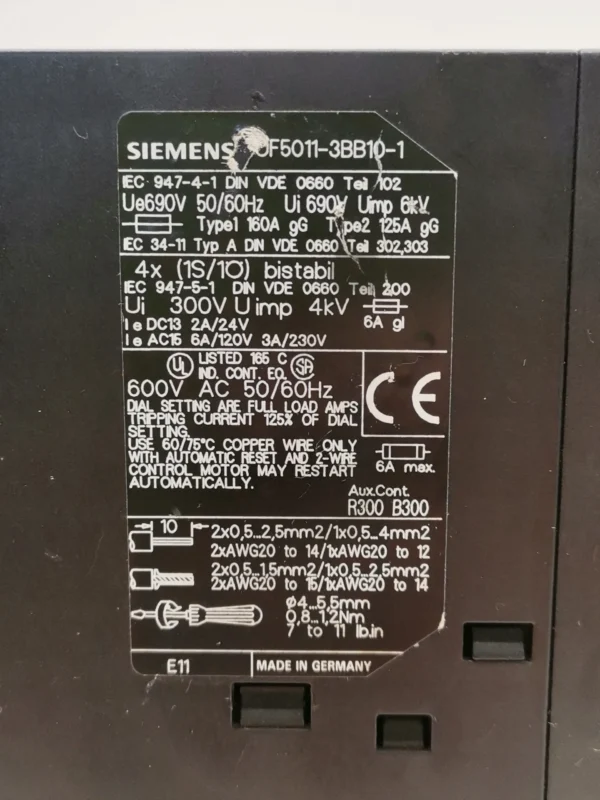 SIEMENS UF5011-3BB10-1
IEC 947-4-1 DIN VDE 0660 Teil 102
Ue690V 50/60Hz Ui 690V Uimp 6kV
Type1 160A gG Type2 125A gG
IEC 34-11 Typ A DIN VDE 0660 Teil 302,303
4x (1S/1Ö) bistabil
IEC 947-5-1 DIN VDE 0660 Teil 200
Ui 300V Uimp 4kV
6A gl
Ie DC13 2A/24V
Ie AC15 6A/120V 3A/230V
UL LISTED 165 C SA
IND. CONT. EQ.
600V AC 50/60Hz
CE
DIAL SETTING ARE FULL LOAD AMPS
TRIPPING CURRENT 125% OF DIAL
SETTING.
USE 60/75°C COPPER WIRE ONLY
WITH AUTOMATIC RESET AND 2-WIRE
CONTROL MOTOR MAY RESTART
AUTOMATICALLY.
6A max.
Aux.Cont.
R300 B300
10 2x0,5...2,5mm2/1x0,5...4mm2
2xAWG20 to 14/1xAWG20 to 12
2x0,5...1,5mm2/1x0,5...2,5mm2
2xAWG20 to 15/1xAWG20 to 14
Ø4...5,5mm
0,8...1,2Nm
7 to 11 lb.in
E11 MADE IN GERMANY